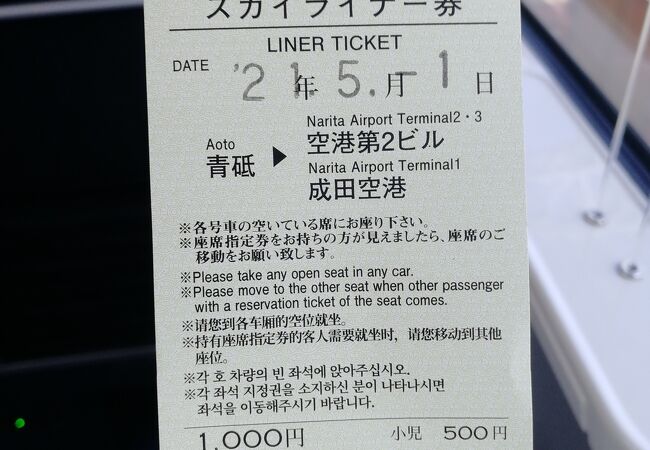 スカイライナー券
LINER TICKET
DATE '21年 5.月-1日
Narita Airport Terminal2・3
Aoto 空港第2ビル
青砥 ▶ Narita Airport Terminal1
成田空港
※各号車の空いている席にお座り下さい。
※座席指定券をお持ちの方が見えましたら、座席のご
移動をお願い致します。
※Please take any open seat in any car.
※Please move to the other seat when other passenger
with a reservation ticket of the seat comes.
※请您到各车厢的空位就坐。
※持有座席指定券的客人需要就坐时，请您移动到其他
座位。
※각 호 차량의 빈 좌석에 앉아주십시오.
※각 좌석 지정권을 소지하신 분이 나타나시면
좌석을 이동해주시기 바랍니다.
1,000円 小児 500円